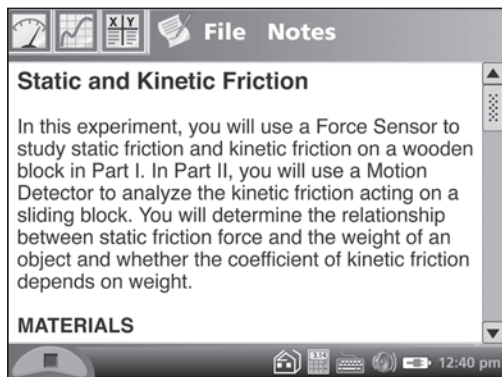 X Y
File Notes
Static and Kinetic Friction
In this experiment, you will use a Force Sensor to
study static friction and kinetic friction on a wooden
block in Part I. In Part II, you will use a Motion
Detector to analyze the kinetic friction acting on a
sliding block. You will determine the relationship
between static friction force and the weight of an
object and whether the coefficient of kinetic friction
depends on weight.
MATERIALS
3.14
12:40 pm